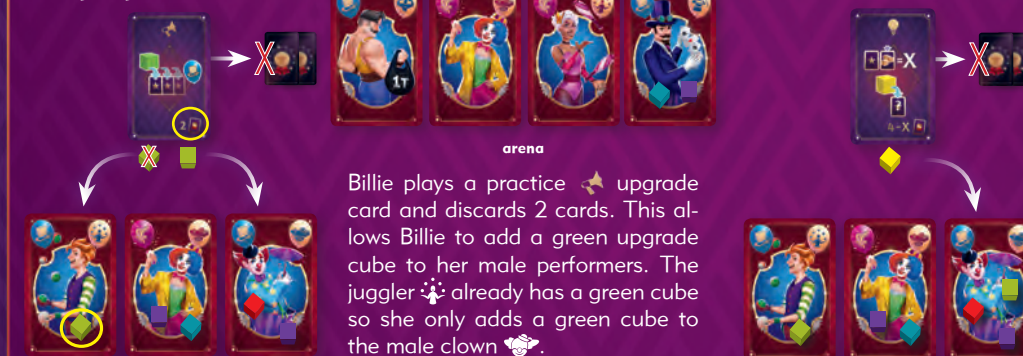 1T
=X
?
2
4-X
arena
Billie plays a practice upgrade
card and discards 2 cards. This al-
lows Billie to add a green upgrade
cube to her male performers. The
juggler already has a green cube
so she only adds a green cube to
the male clown .